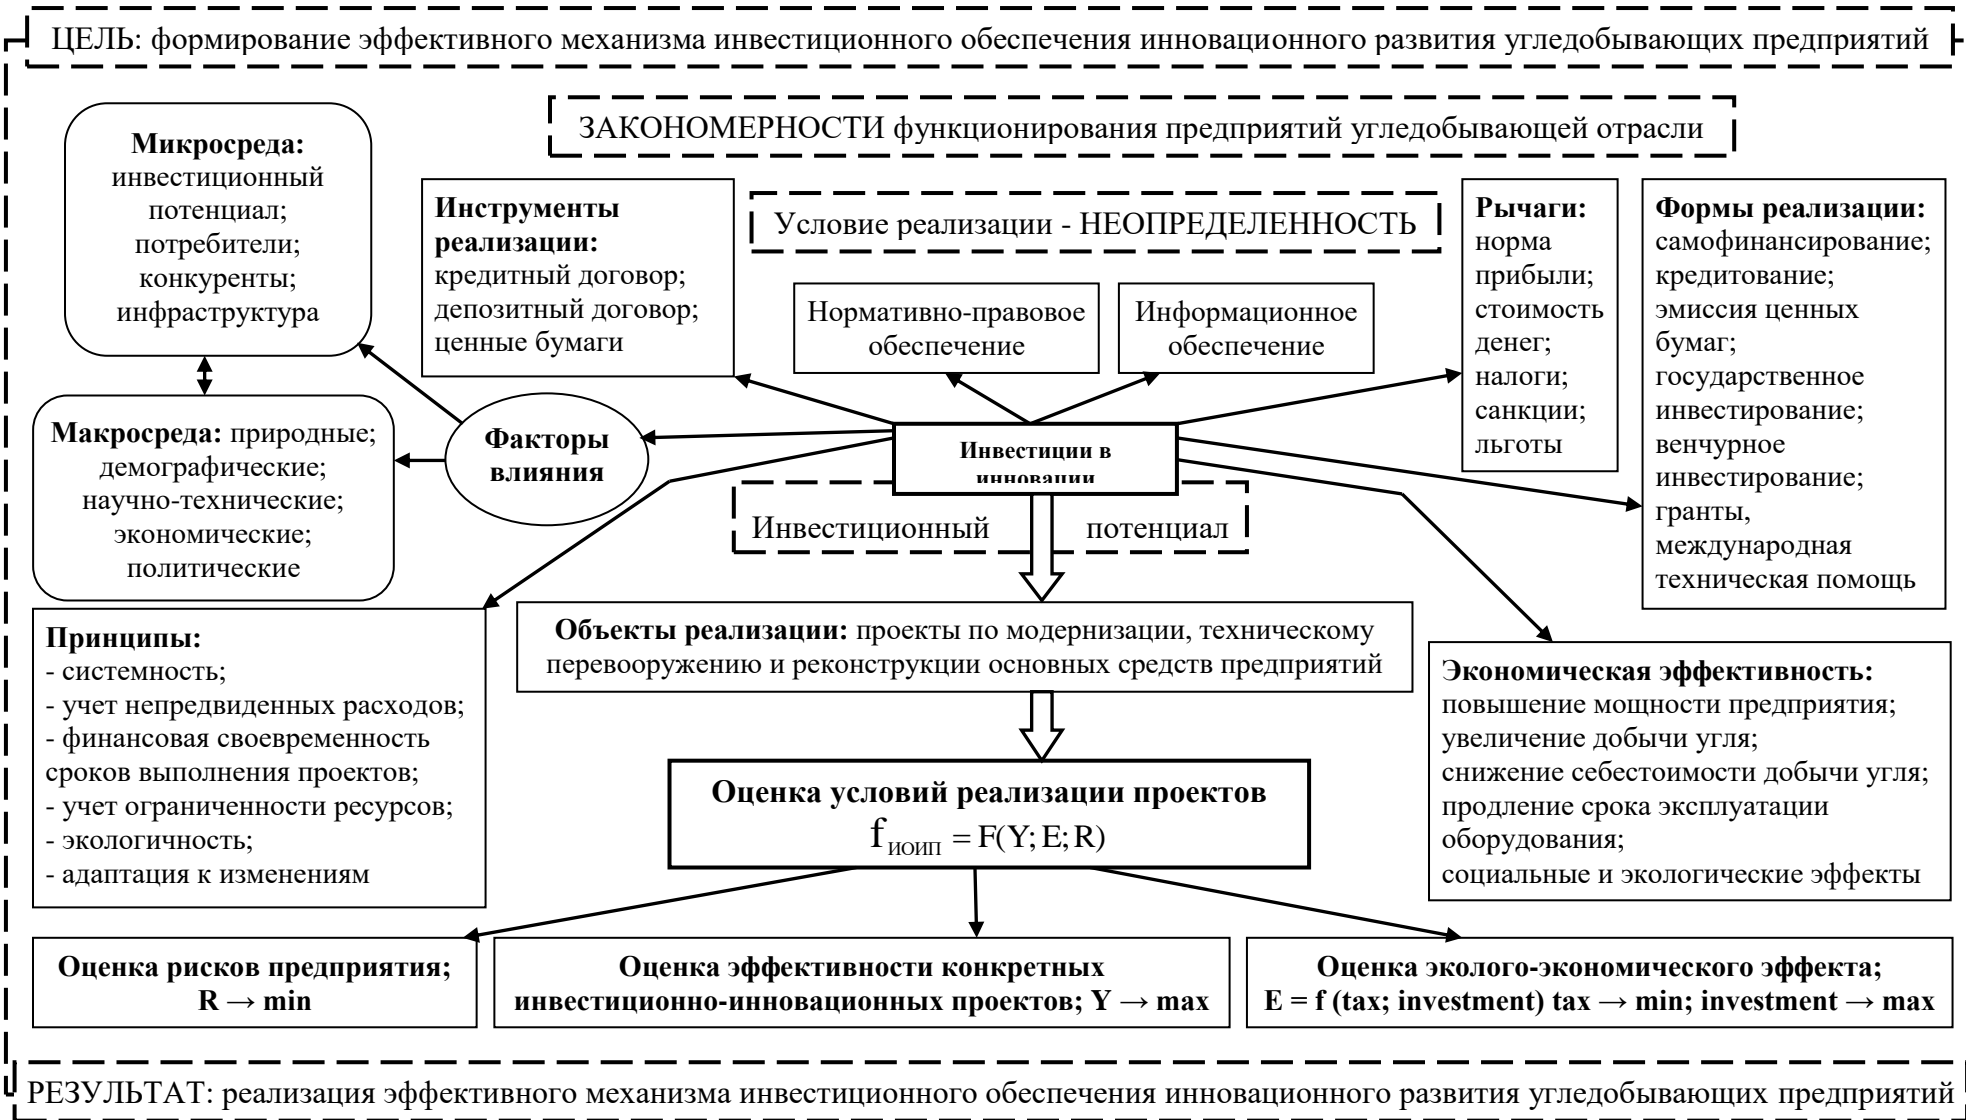 ЦЕЛЬ: формирование эффективного механизма инвестиционного обеспечения инновационного развития угледобывающих предприятий
ЗАКОНОМЕРНОСТИ функционирования предприятий угледобывающей отрасли
Микросреда:
инвестиционный
потенциал;
потребители;
конкуренты;
инфраструктура
Инструменты
реализации:
кредитный договор;
депозитный договор;
ценные бумаги
Условие реализации - НЕОПРЕДЕЛЕННОСТЬ
Нормативно-правовое
обеспечение
Информационное
обеспечение
Рычаги:
норма
прибыли;
стоимость
денег;
налоги;
санкции;
льготы
Формы реализации:
самофинансирование;
кредитование;
эмиссия ценных
бумаг;
государственное
инвестирование;
венчурное
инвестирование;
гранты,
международная
техническая помощь
Макросреда: природные;
демографические;
научно-технические;
экономические;
политические
Факторы
влияния
Инвестиции в
инновации
Инвестиционный потенциал
Принципы:
- системность;
- учет непредвиденных расходов;
- финансовая своевременность
сроков выполнения проектов;
- учет ограниченности ресурсов;
- экологичность;
- адаптация к изменениям
Объекты реализации: проекты по модернизации, техническому
перевооружению и реконструкции основных средств предприятий
Экономическая эффективность:
повышение мощности предприятия;
увеличение добычи угля;
снижение себестоимости добычи угля;
продление срока эксплуатации
оборудования;
социальные и экологические эффекты
Оценка условий реализации проектов
f иоип = F(Y; E; R)
Оценка рисков предприятия;
R → min
Оценка эффективности конкретных
инвестиционно-инновационных проектов; Y → max
Оценка эколого-экономического эффекта;
E = f (tax; investment) tax → min; investment → max
РЕЗУЛЬТАТ: реализация эффективного механизма инвестиционного обеспечения инновационного развития угледобывающих предприятий